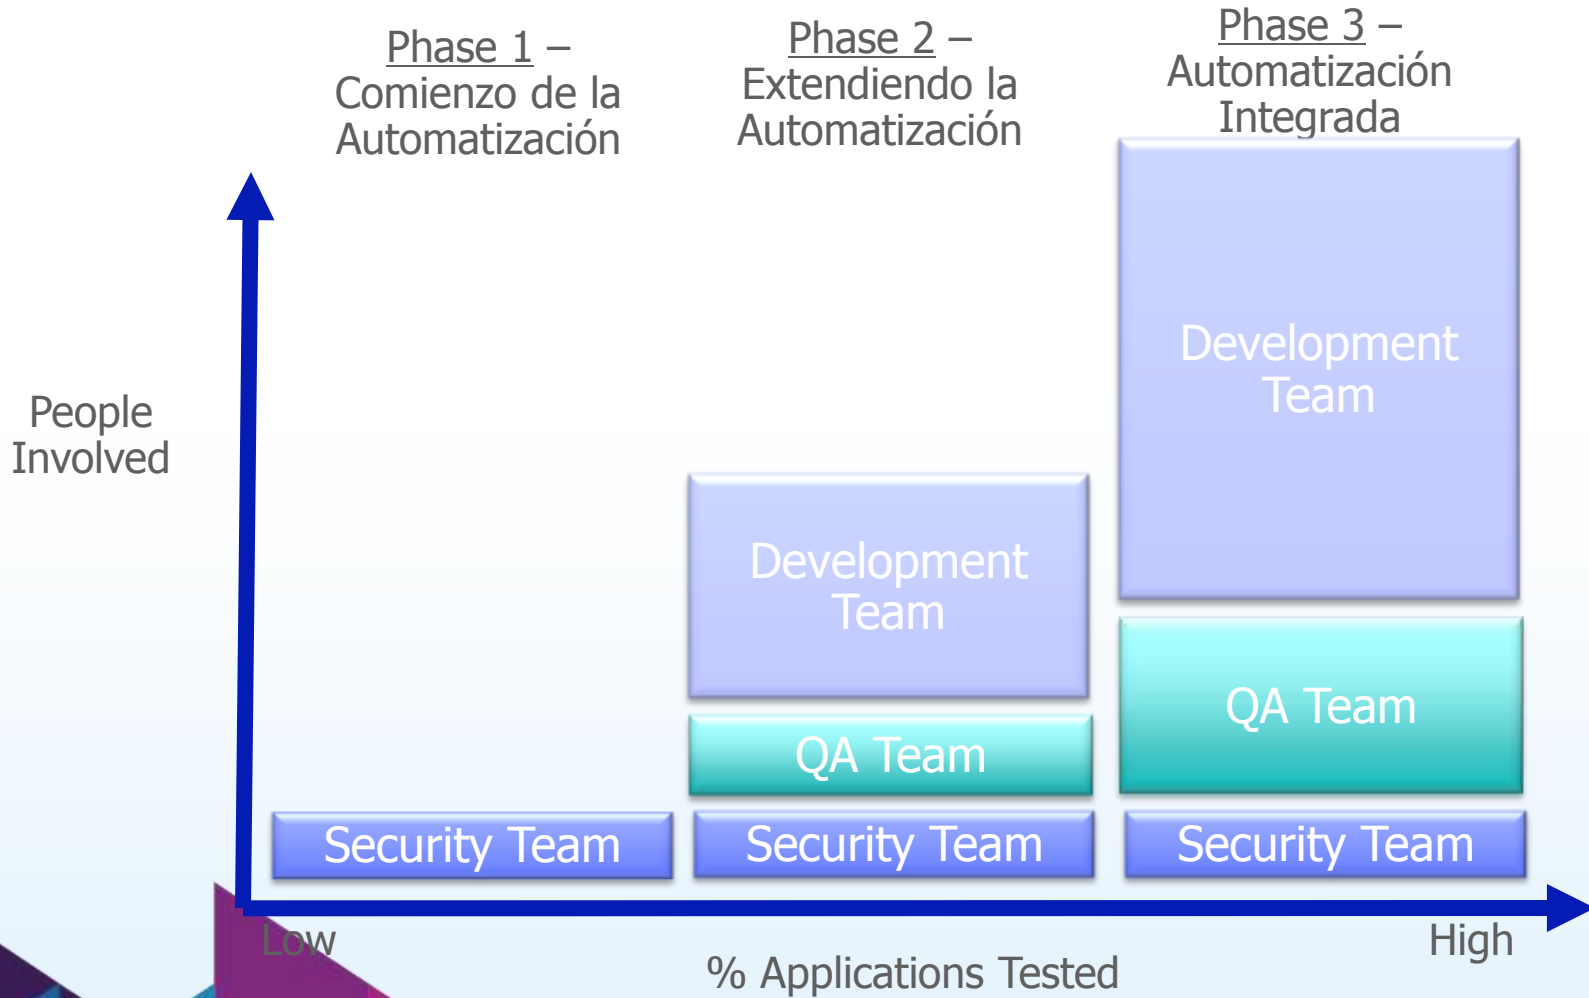 Phase 1 –
Comienzo de la
Automatización
Phase 2 –
Extendiendo la
Automatización
Phase 3 –
Automatización
Integrada
People
Involved
Development
Team
Development
Team
QA Team
QA Team
Security Team
Security Team
Security Team
Low
High
% Applications Tested